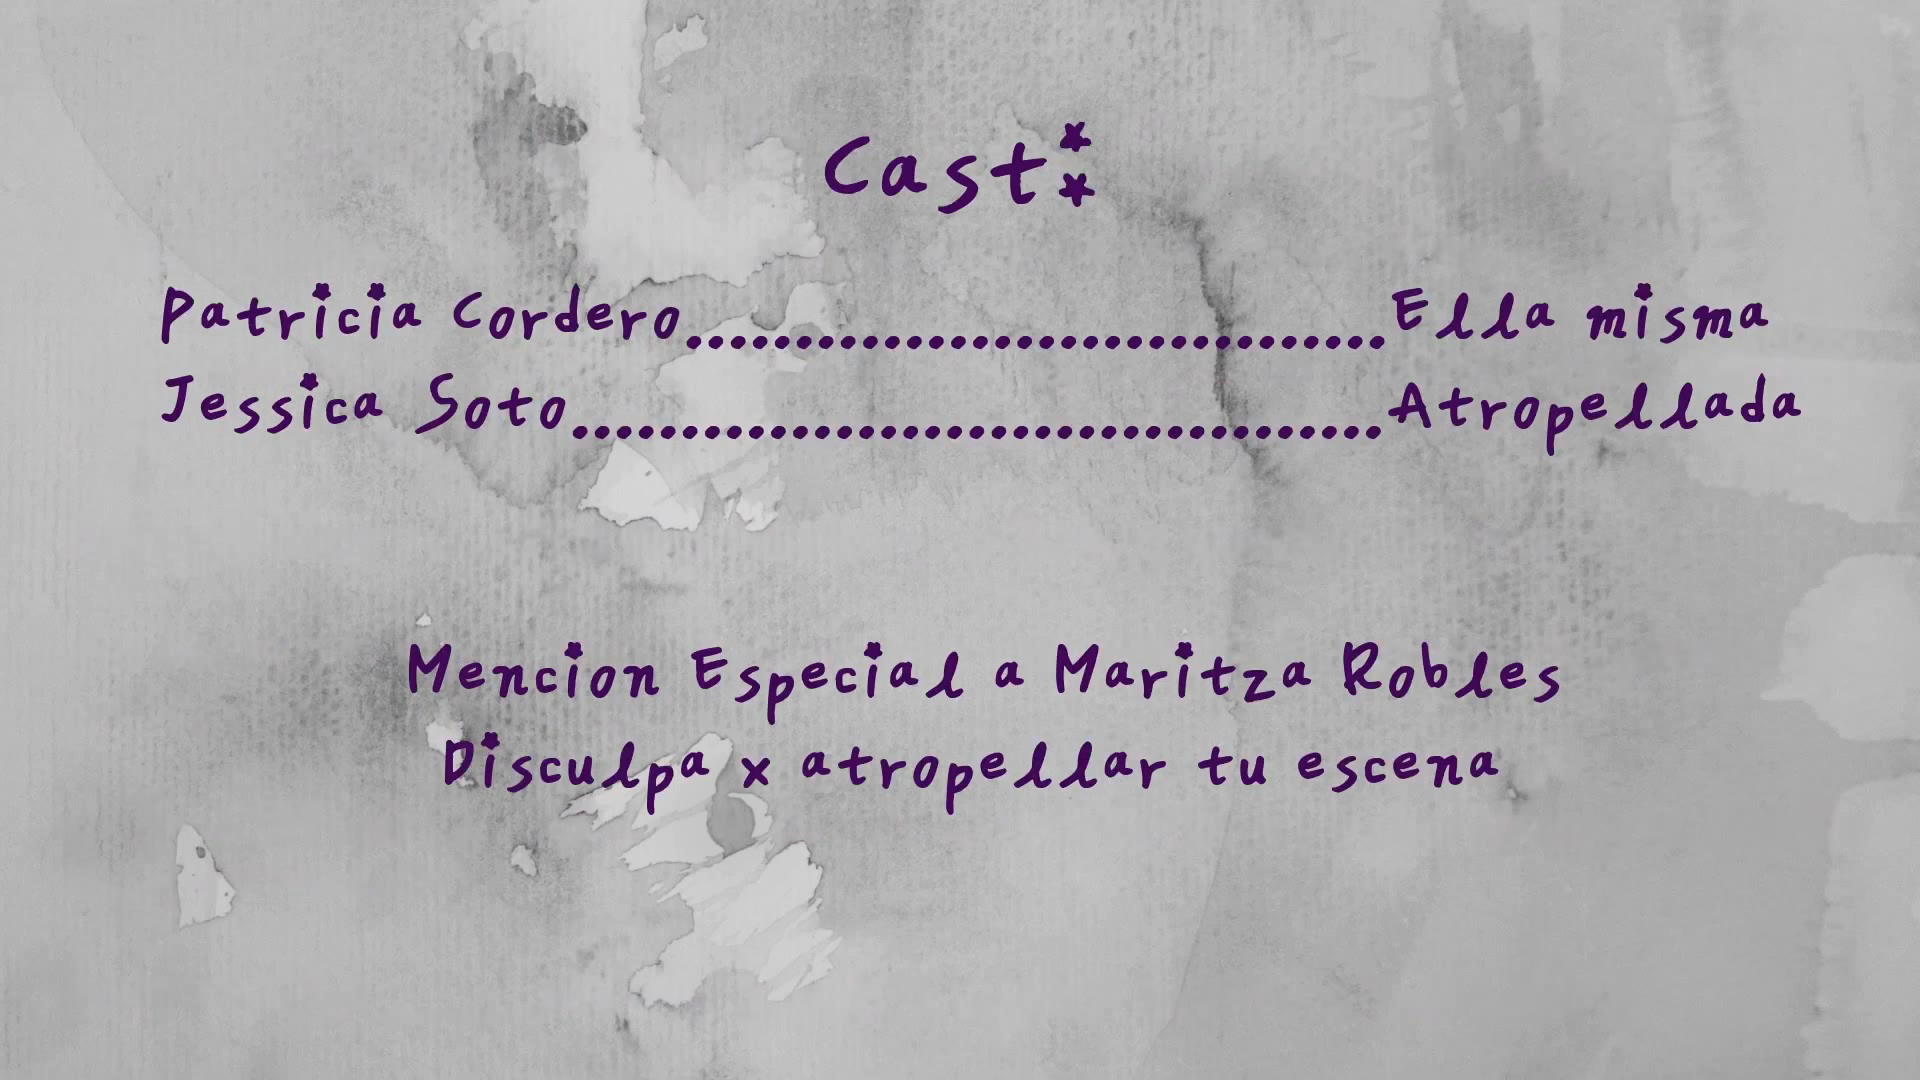 Cast:
Patricia Cordero................................Ella misma
Jessica Soto.....................................Atropellada
Mencion Especial a Maritza Robles
Disculpa x atropellar tu escena